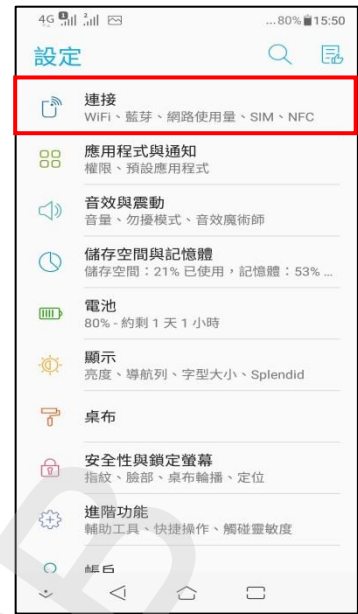 4G 1 2 ...80% 15:50
設定
連接
WiFi、藍芽、網路使用量、SIM、NFC
應用程式與通知
權限、預設應用程式
音效與震動
音量、勿擾模式、音效魔術師
儲存空間與記憶體
儲存空間：21% 已使用，記憶體：53% ...
電池
80% - 約剩 1 天 1 小時
顯示
亮度、導航列、字型大小、Splendid
桌布
安全性與鎖定螢幕
指紋、臉部、桌布輪播、定位
進階功能
輔助工具、快捷操作、觸碰靈敏度
帳戶